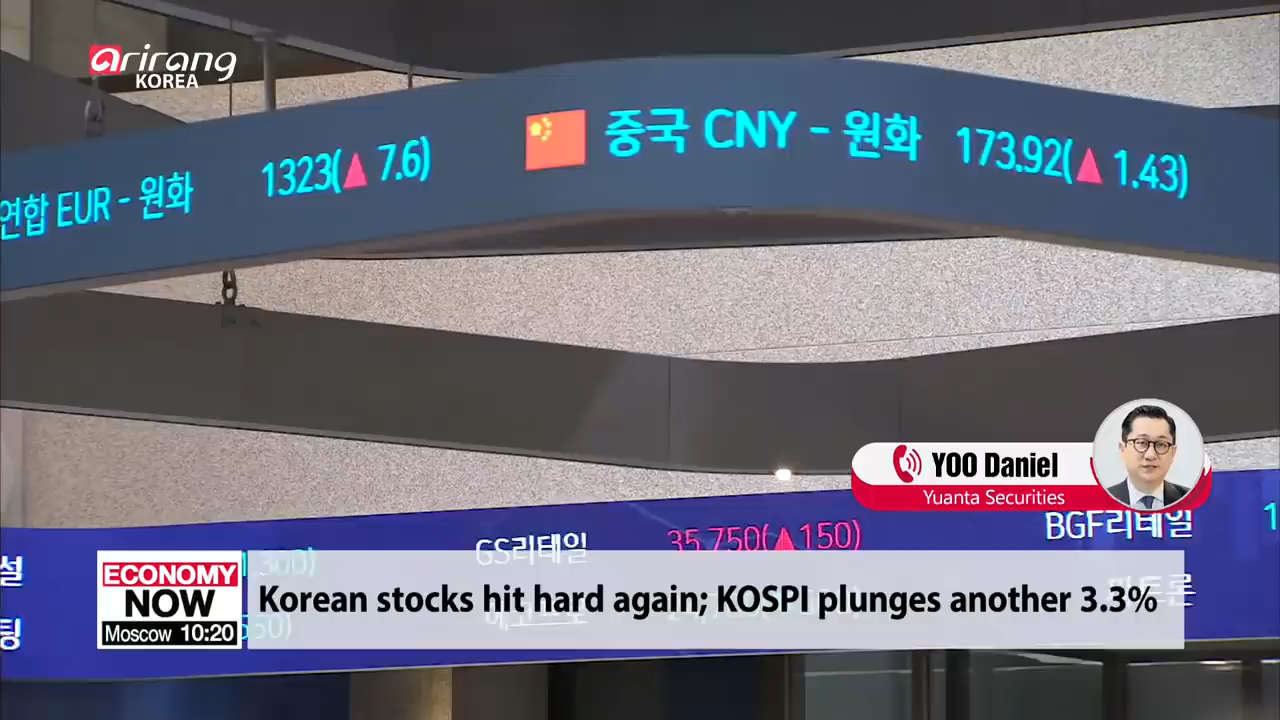 arirang
KOREA
연합 EUR - 원화 1323(▲ 7.6)
중국 CNY - 원화 173.92(▲ 1.43)
YOO Daniel
Yuanta Securities
GS리테일 35,750(▲150)
BGF리테일
설
팅
ECONOMY
NOW
Moscow 10:20
Korean stocks hit hard again; KOSPI plunges another 3.3%